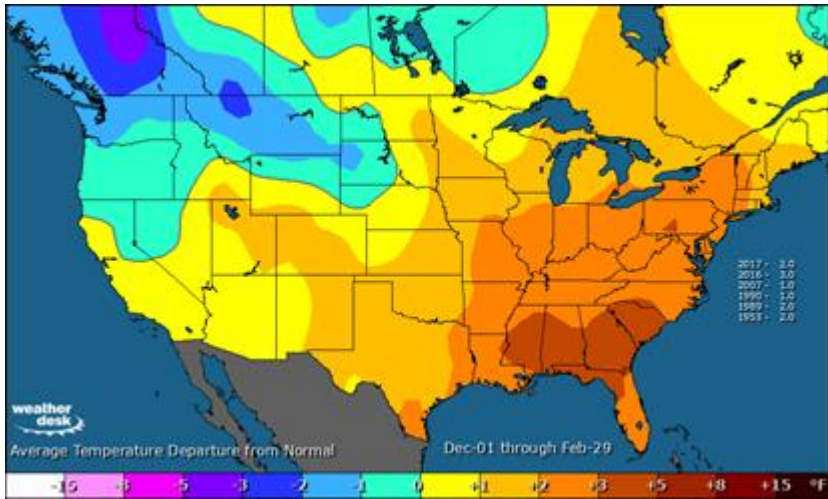 2017 - 2.0
2016 - 3.0
2007 - 1.0
1990 - 1.0
1989 - 2.0
1953 - 2.0
weather
desk
Average Temperature Departure from Normal
Dec-01 through Feb-29
-15 -8 -5 -3 -2 -1 0 +1 +2 +3 +5 +8 +15 °F